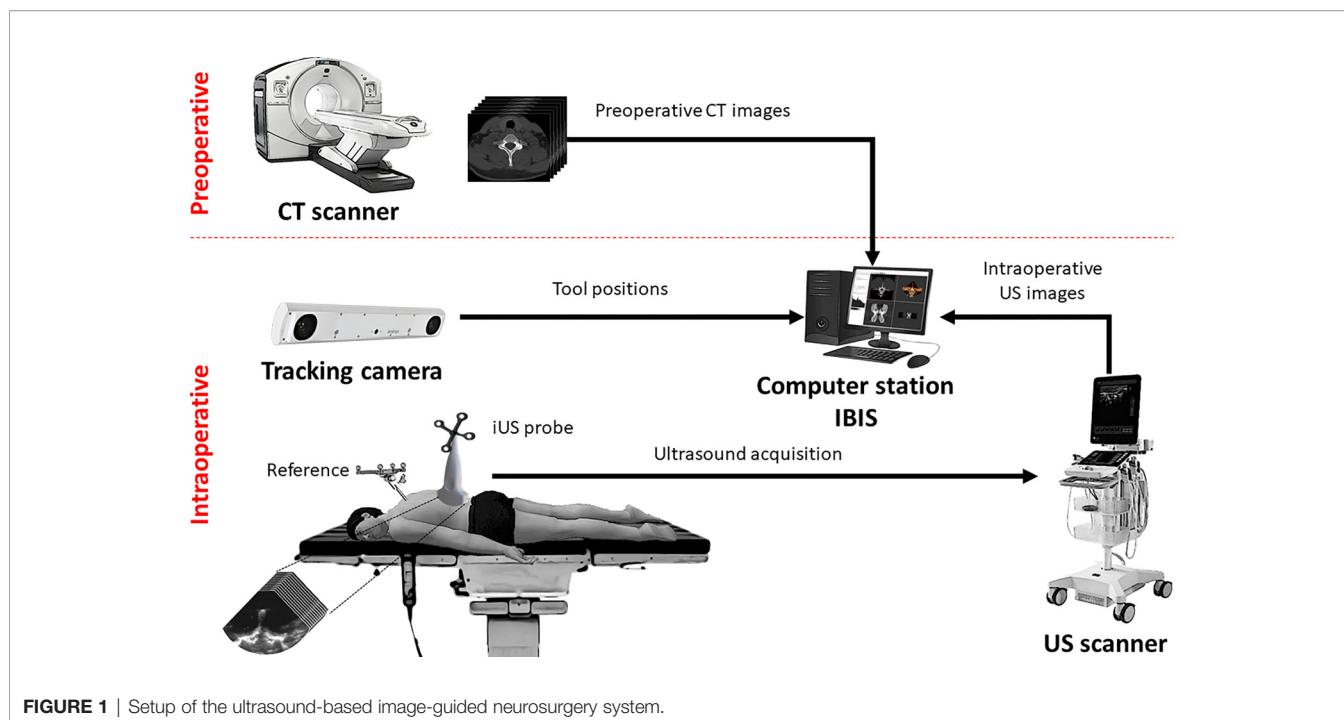 Preoperative
CT scanner
Preoperative CT images
Intraoperative
Tool positions
Tracking camera
Computer station
IBIS
Intraoperative
US images
iUS probe
Reference
Ultrasound acquisition
US scanner
FIGURE 1 | Setup of the ultrasound-based image-guided neurosurgery system.